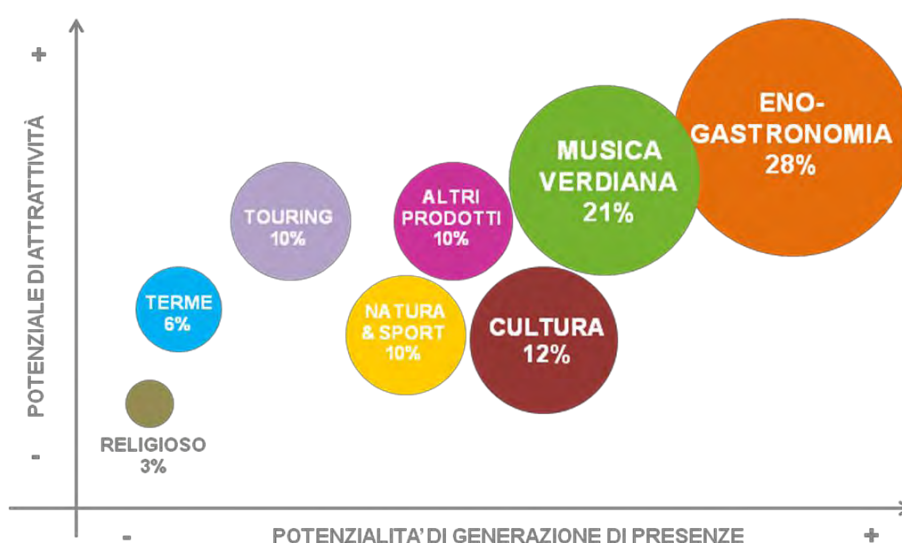 +
POTENZIALE DI ATTRATTIVITÀ
-
ENO-
GASTRONOMIA
28%
MUSICA
VERDIANA
21%
ALTRI
PRODOTTI
10%
TOURING
10%
TERME
6%
NATURA
& SPORT
10%
CULTURA
12%
RELIGIOSO
3%
-
POTENZIALITA' DI GENERAZIONE DI PRESENZE
+